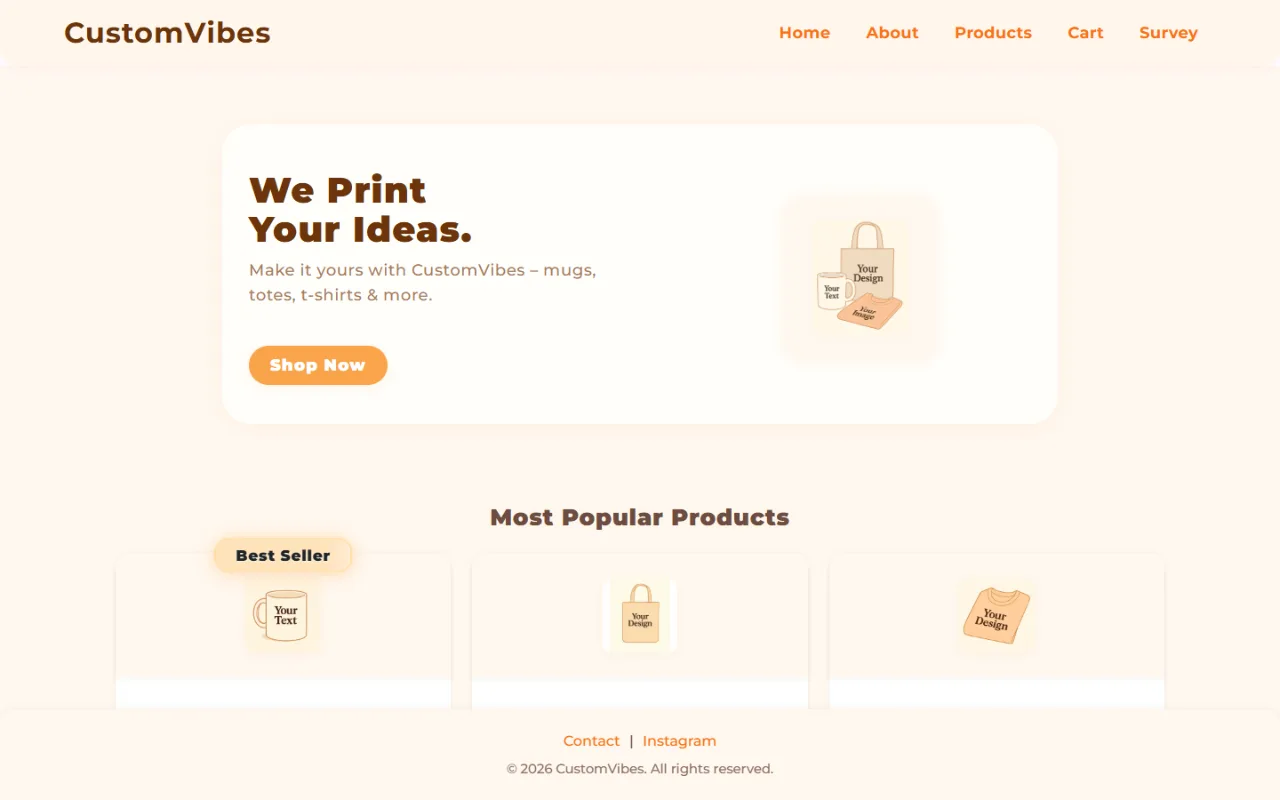 CustomVibes
Home About Products Cart Survey
We Print
Your Ideas.
Make it yours with CustomVibes – mugs,
totes, t-shirts & more.
Shop Now
Your
Design
Your
Text
Your
Image
Most Popular Products
Best Seller
Your
Text
Your
Design
Your
Design
Contact | Instagram
© 2026 CustomVibes. All rights reserved.